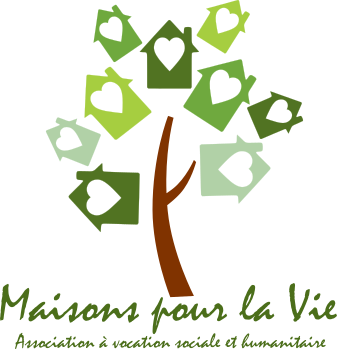 Maisons pour la Vie
Association à vocation sociale et humanitaire